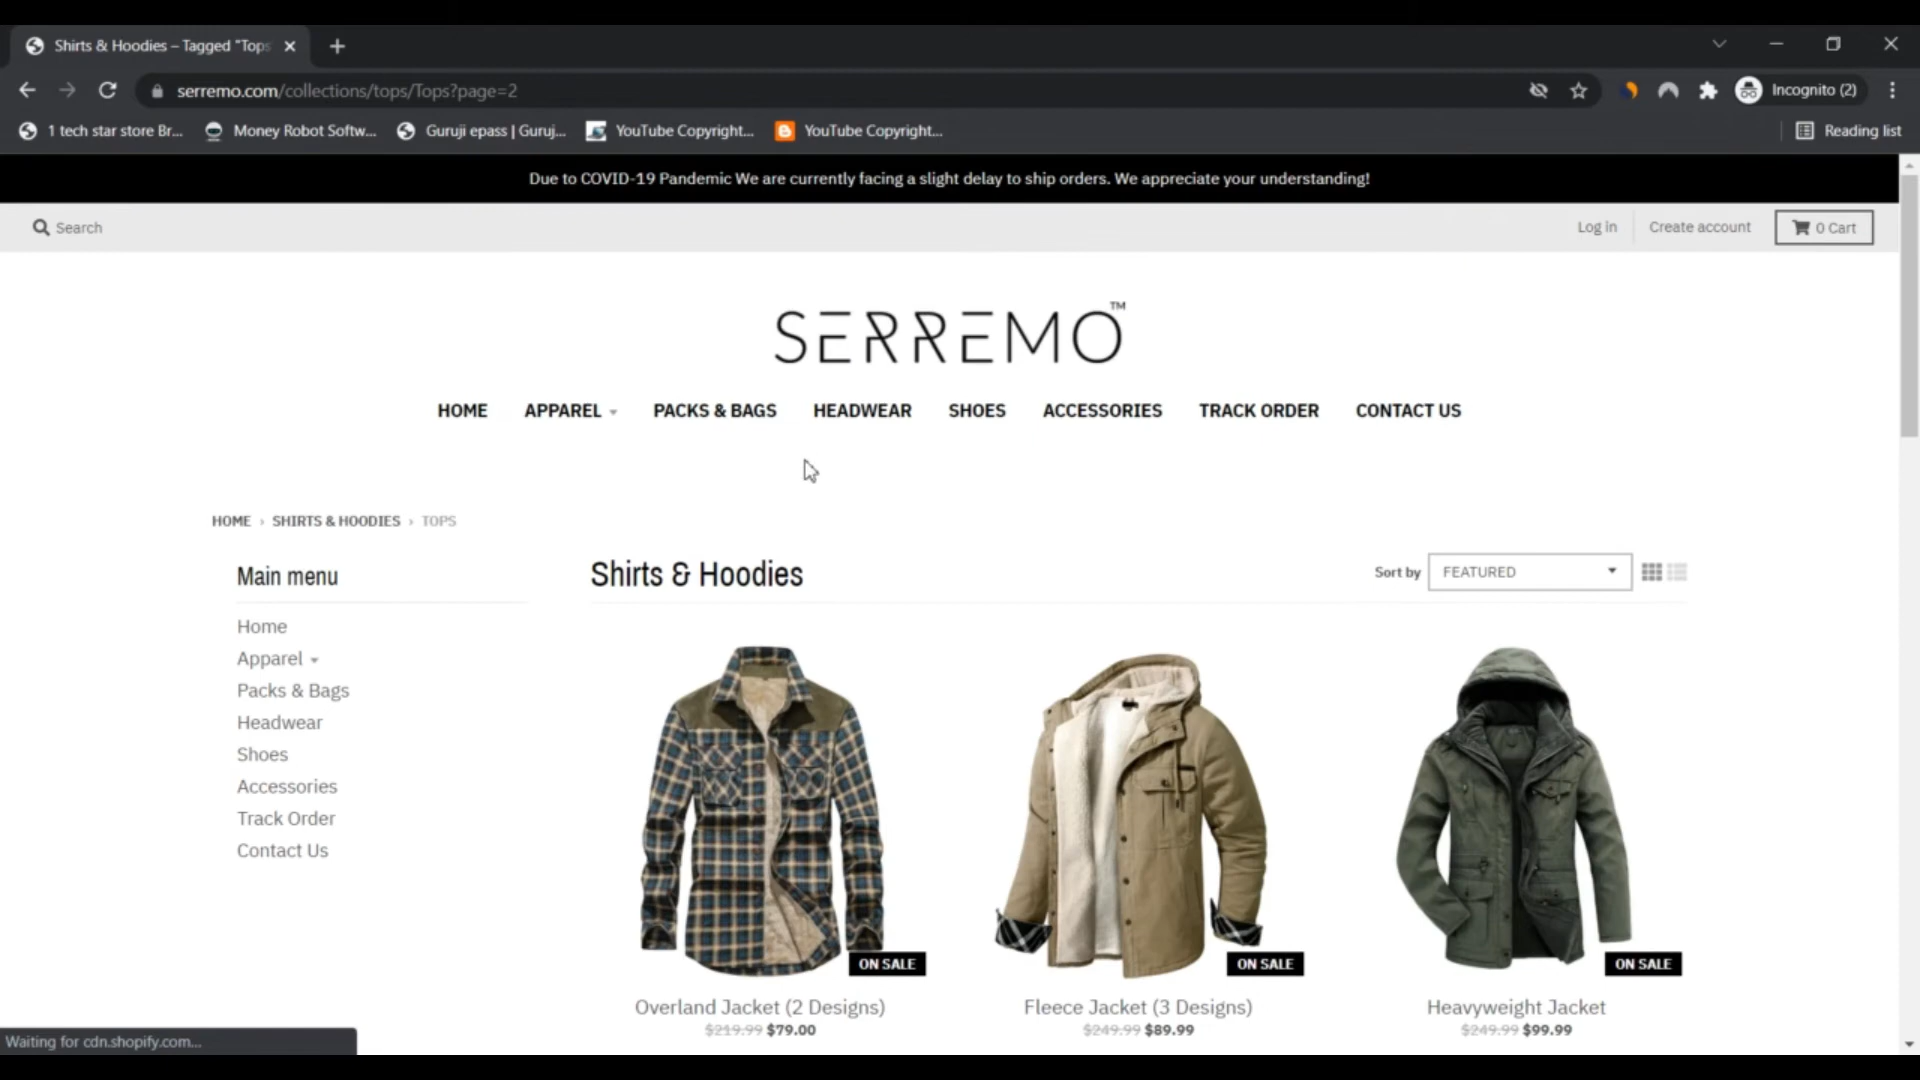 Shirts & Hoodies – Tagged "Tops
serremo.com/collections/tops/Tops?page=2
Incognito (2)
1 tech star store Br...
Money Robot Softw...
Guruji epass | Guruj...
YouTube Copyright...
YouTube Copyright...
Reading list
Due to COVID-19 Pandemic We are currently facing a slight delay to ship orders. We appreciate your understanding!
Search
Log in
Create account
0 Cart
SERREMO™
HOME
APPAREL
PACKS & BAGS
HEADWEAR
SHOES
ACCESSORIES
TRACK ORDER
CONTACT US
HOME › SHIRTS & HOODIES › TOPS
Main menu
Home
Apparel
Packs & Bags
Headwear
Shoes
Accessories
Track Order
Contact Us
Shirts & Hoodies
Sort by
FEATURED
ON SALE
ON SALE
ON SALE
Overland Jacket (2 Designs)
$219.99 $79.00
Fleece Jacket (3 Designs)
$249.99 $89.99
Heavyweight Jacket
$249.99 $99.99
Waiting for cdn.shopify.com...